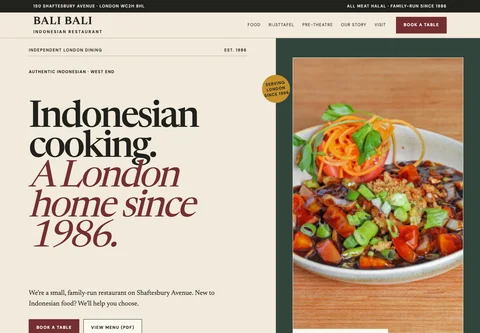 150 SHAFTESBURY AVENUE · LONDON WC2H 8HL
ALL MEAT HALAL · FAMILY-RUN SINCE 1986
BALI BALI
INDONESIAN RESTAURANT
FOOD
RIJSTTAFEL
PRE-THEATRE
OUR STORY
VISIT
BOOK A TABLE
INDEPENDENT LONDON DINING
EST. 1986
AUTHENTIC INDONESIAN · WEST END
SERVING
LONDON
SINCE 1986
Indonesian
cooking.
A London
home since
1986.
We're a small, family-run restaurant on Shaftesbury Avenue. New to
Indonesian food? We'll help you choose.
BOOK A TABLE
VIEW MENU (PDF)